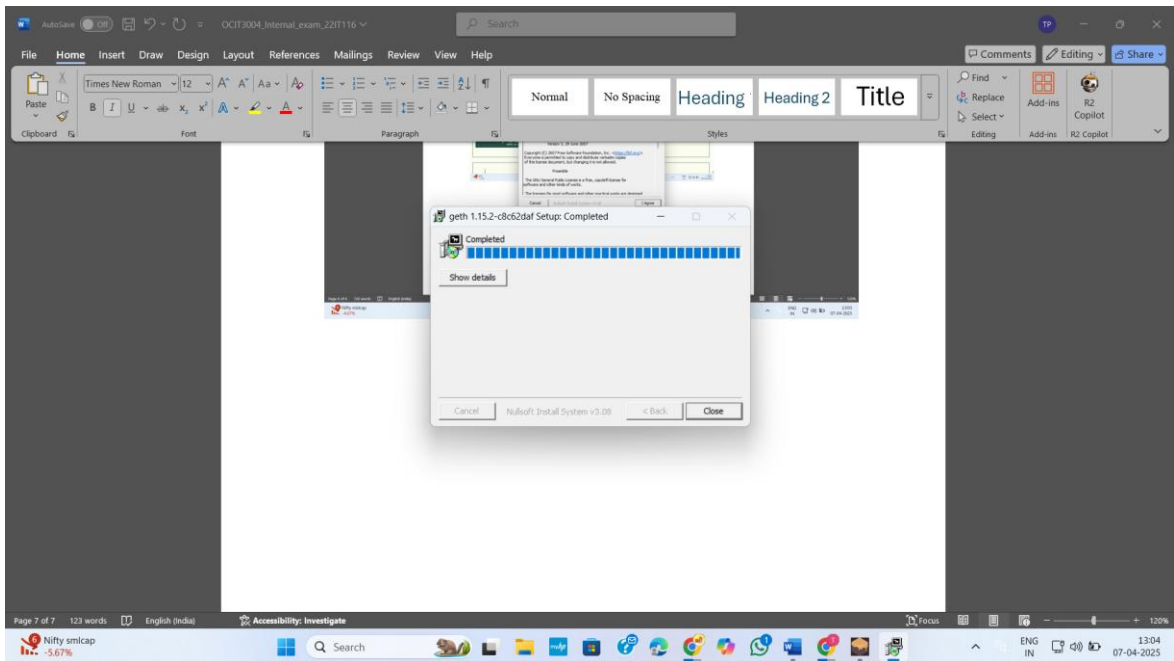 AutoSave Off OCIT3004_Internal_exam_22IT116
Search
TP
File Home Insert Draw Design Layout References Mailings Review View Help
Comments Editing Share
Times New Roman 12
Paste
Normal
No Spacing
Heading
Heading 2
Title
Find
Replace
Select
Add-ins
R2 Copilot
Clipboard Font Paragraph Styles Editing Add-ins R2 Copilot
Preamble
geth 1.15.2-c8c62daf Setup: Completed
Completed
Show details
Cancel Nullsoft Install System v3.08 < Back Close
Page 7 of 7 123 words English (India) Accessibility: Investigate Focus 120%
Nifty smlcap
-5.67%
Search
ENG
IN
13:04
07-04-2025